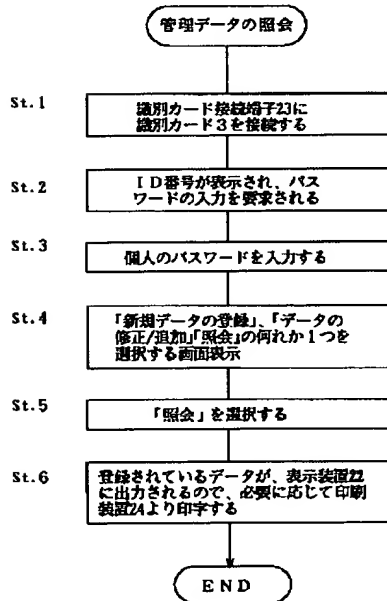 管理データの照会
St.1
識別カード接続端子23に
識別カード3を接続する
St.2
ID番号が表示され、パス
ワードの入力を要求される
St.3
個人のパスワードを入力する
St.4
「新規データの登録」、「データの
修正/追加」「照会」の何れか1つを
選択する画面表示
St.5
「照会」を選択する
St.6
登録されているデータが、表示装置22
に出力されるので、必要に応じて印刷
装置24より印字する
END